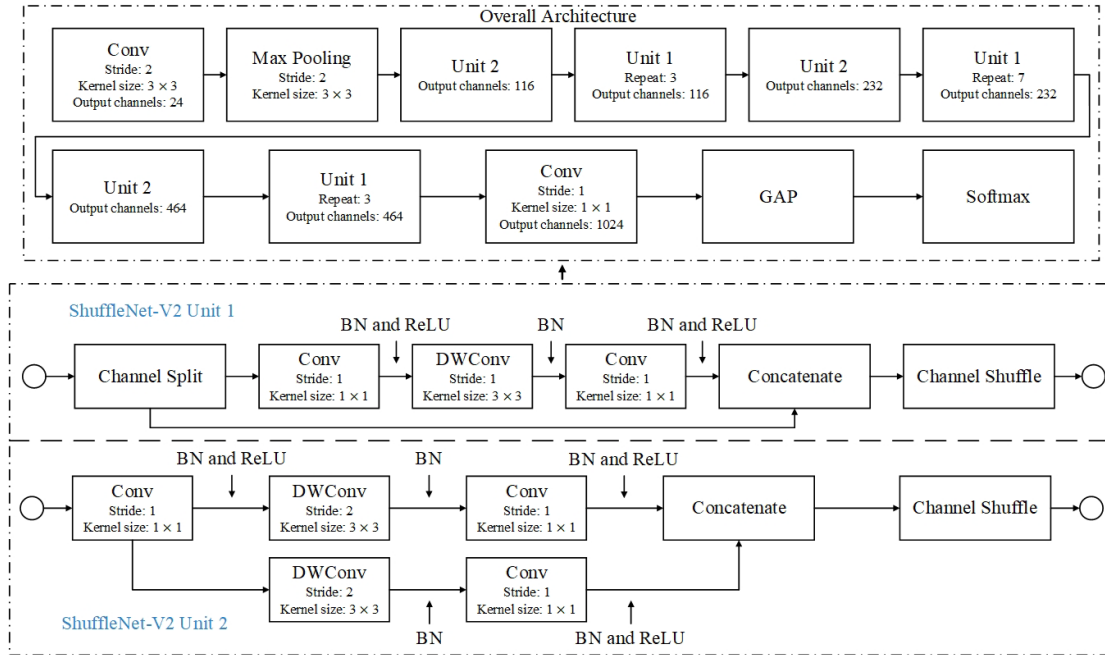 Overall Architecture
Conv
Stride: 2
Kernel size: 3 × 3
Output channels: 24
Max Pooling
Stride: 2
Kernel size: 3 × 3
Unit 2
Output channels: 116
Unit 1
Repeat: 3
Output channels: 116
Unit 2
Output channels: 232
Unit 1
Repeat: 7
Output channels: 232
Unit 2
Output channels: 464
Unit 1
Repeat: 3
Output channels: 464
Conv
Stride: 1
Kernel size: 1 × 1
Output channels: 1024
GAP
Softmax
ShuffleNet-V2 Unit 1
BN and ReLU
BN
BN and ReLU
Channel Split
Conv
Stride: 1
Kernel size: 1 × 1
DWConv
Stride: 1
Kernel size: 3 × 3
Conv
Stride: 1
Kernel size: 1 × 1
Concatenate
Channel Shuffle
BN and ReLU
BN
BN and ReLU
Conv
Stride: 1
Kernel size: 1 × 1
DWConv
Stride: 2
Kernel size: 3 × 3
Conv
Stride: 1
Kernel size: 1 × 1
Concatenate
Channel Shuffle
DWConv
Stride: 2
Kernel size: 3 × 3
Conv
Stride: 1
Kernel size: 1 × 1
ShuffleNet-V2 Unit 2
BN
BN and ReLU